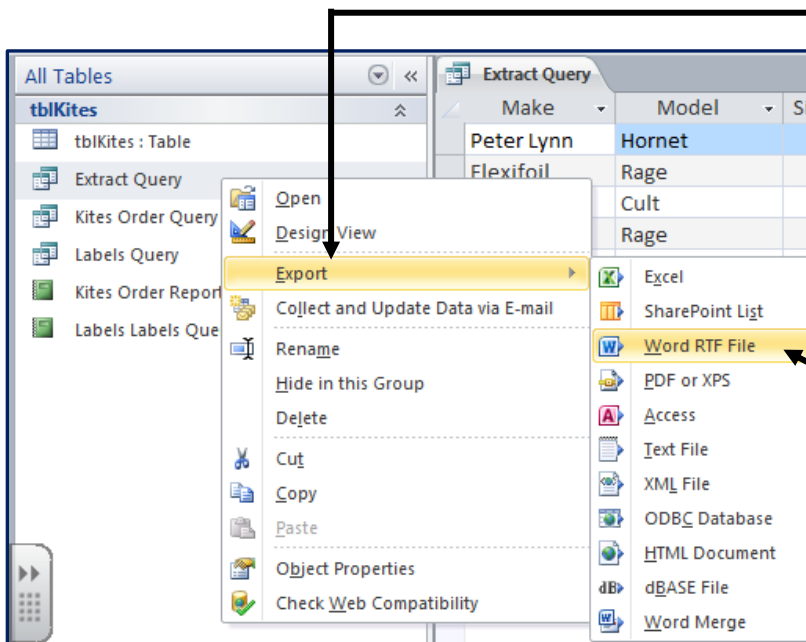 All Tables
tblKites
tblKites : Table
Extract Query
Kites Order Query
Labels Query
Kites Order Report
Labels Labels Que
Extract Query
Make Model S
Peter Lynn Hornet
Flexifoil Rage
Cult
Rage
Open
Design View
Export
Collect and Update Data via E-mail
Rename
Hide in this Group
Delete
Cut
Copy
Paste
Object Properties
Check Web Compatibility
Excel
SharePoint List
Word RTF File
PDF or XPS
Access
Text File
XML File
ODBC Database
HTML Document
dBASE File
Word Merge